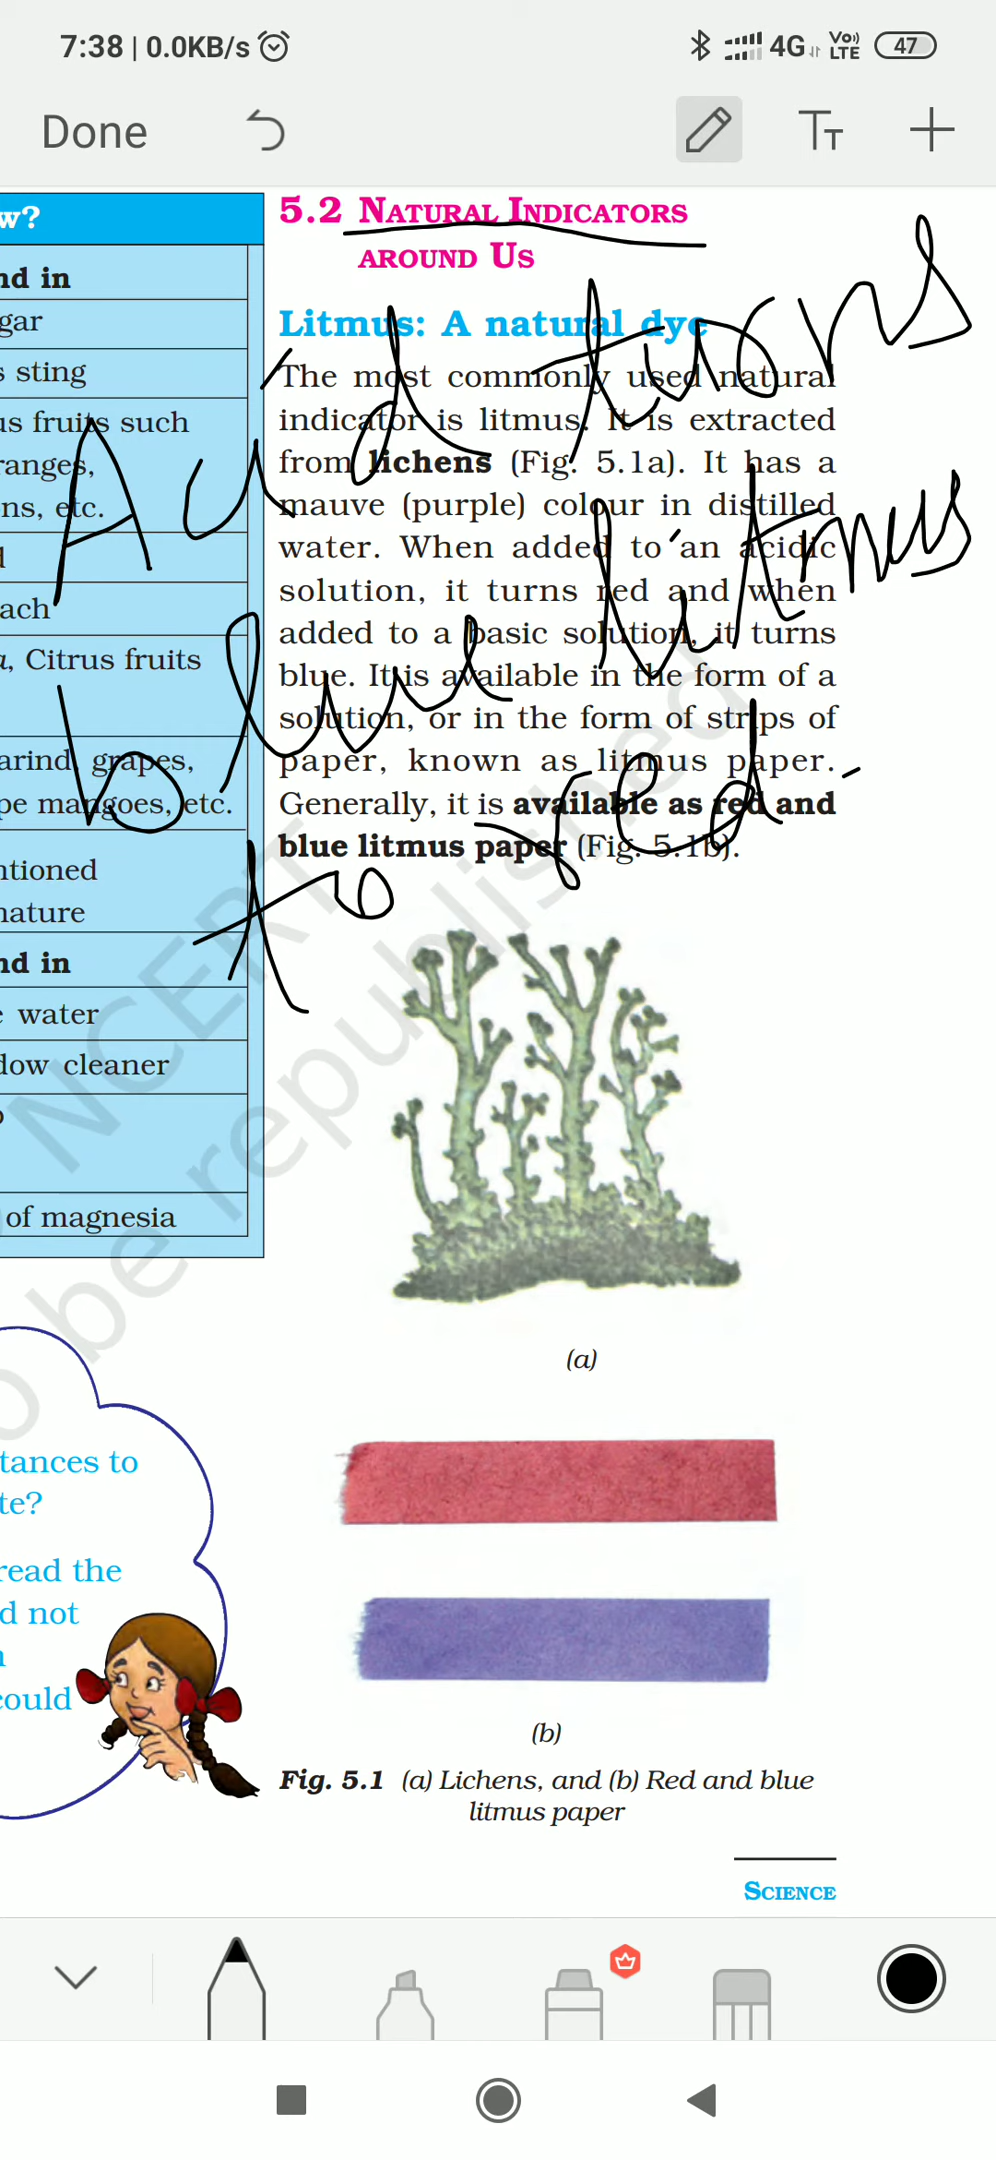 7:38 | 0.0KB/s
4G
Vo))
LTE
47
Done
TT
w?
nd in
gar
s sting
us fruits such
ranges,
ns, etc.
d
ach
a, Citrus fruits
arind, grapes,
pe mangoes, etc.
ntioned
nature
nd in
e water
dow cleaner
o
of magnesia
5.2 NATURAL INDICATORS
AROUND US
Litmus: A natural dye
The most commonly used natural
indicator is litmus. It is extracted
from lichens (Fig. 5.1a). It has a
mauve (purple) colour in distilled
water. When added to an acidic
solution, it turns red and when
added to a basic solution, it turns
blue. It is available in the form of a
solution, or in the form of strips of
paper, known as litmus paper.
Generally, it is available as red and
blue litmus paper (Fig. 5.1b).
Acid turns
blue litmus
to red
NCERT
o be republished
(a)
(b)
Fig. 5.1 (a) Lichens, and (b) Red and blue
litmus paper
tances to
te?
read the
d not
n
could
SCIENCE